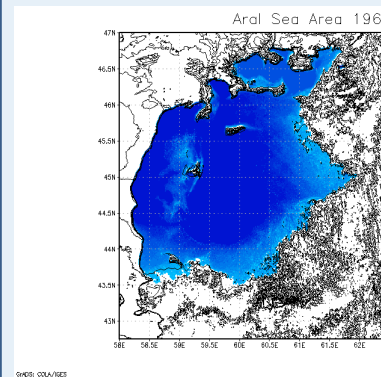 Aral Sea Area 196
47N
46.5N
46N
45.5N
45N
44.5N
44N
43.5N
43N
58E 58.5E 59E 59.5E 60E 60.5E 61E 61.5E 62E
GrADS: COLA/IGES